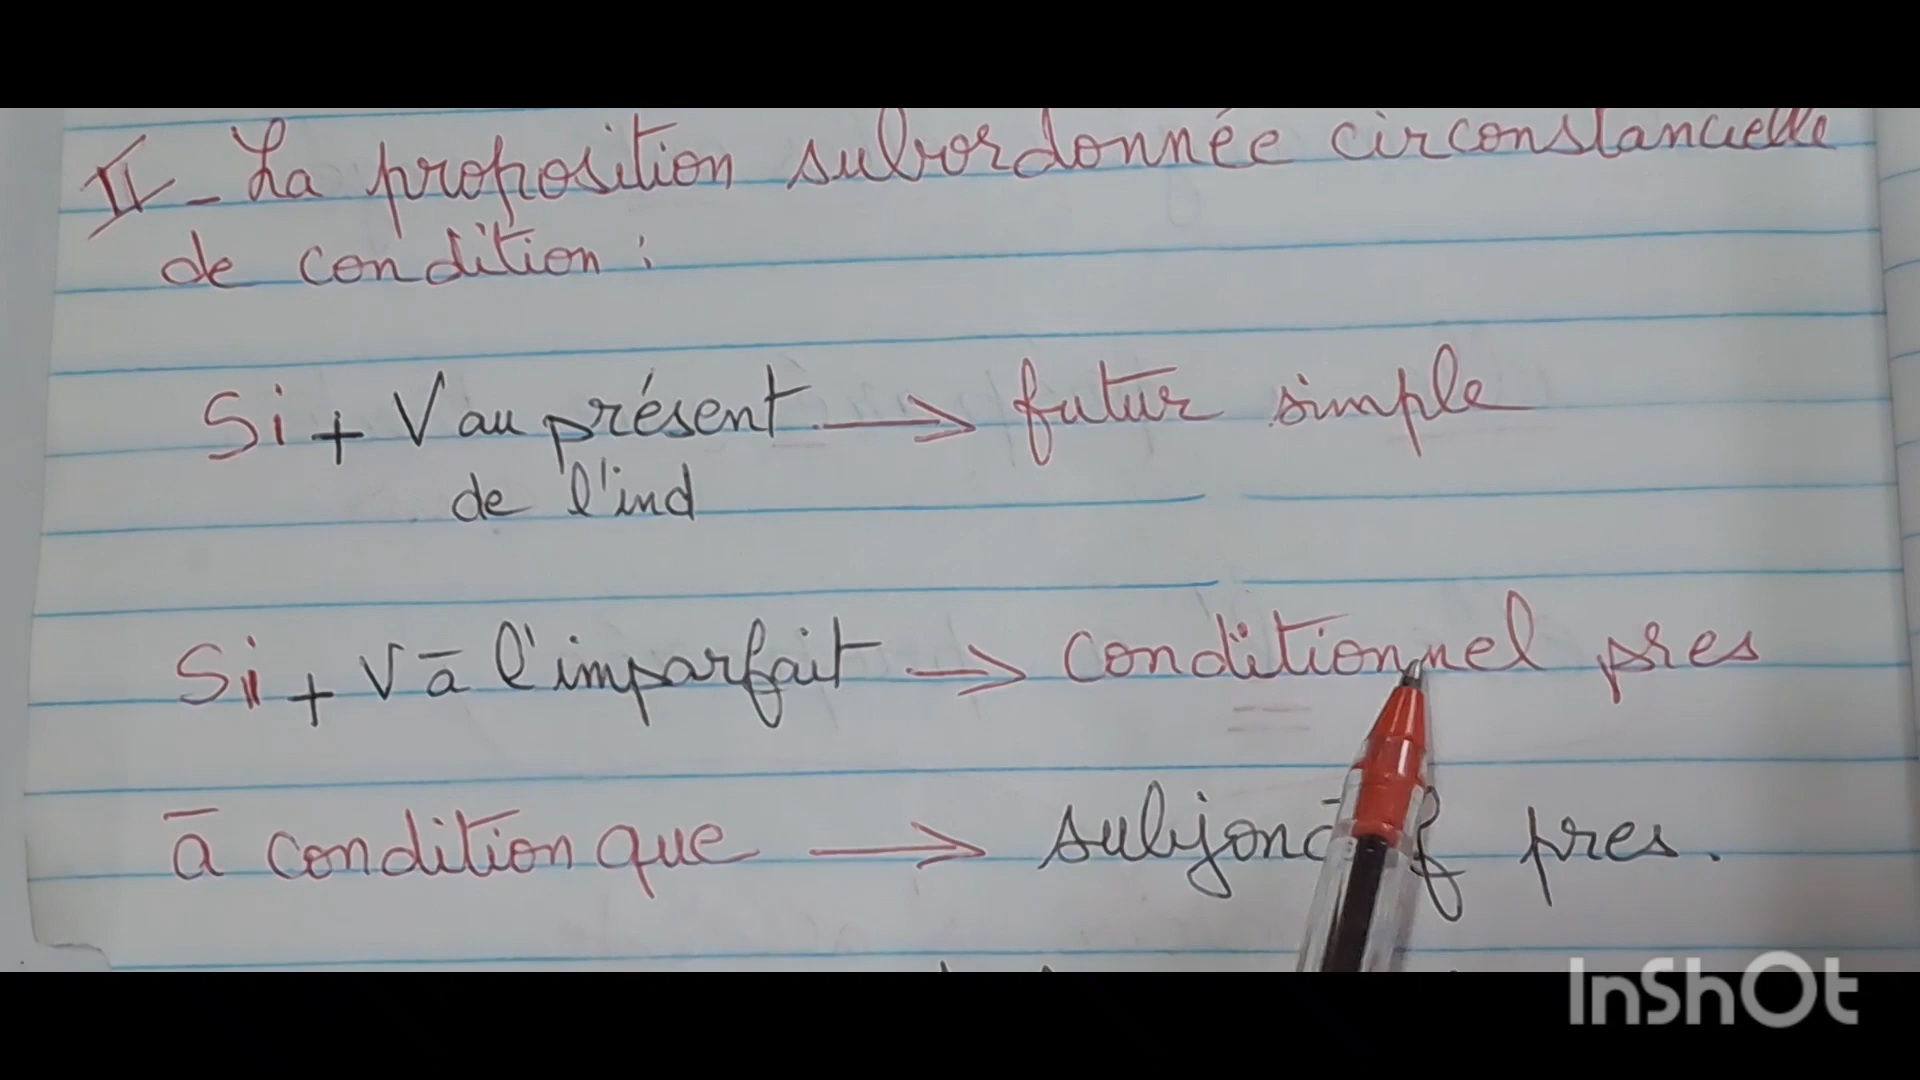 II - La proposition subordonnée circonstancielle
de condition :
Si + V au présent → futur simple
de l'ind
Si + V à l'imparfait → conditionnel pres
à condition que → pres.
InShOt